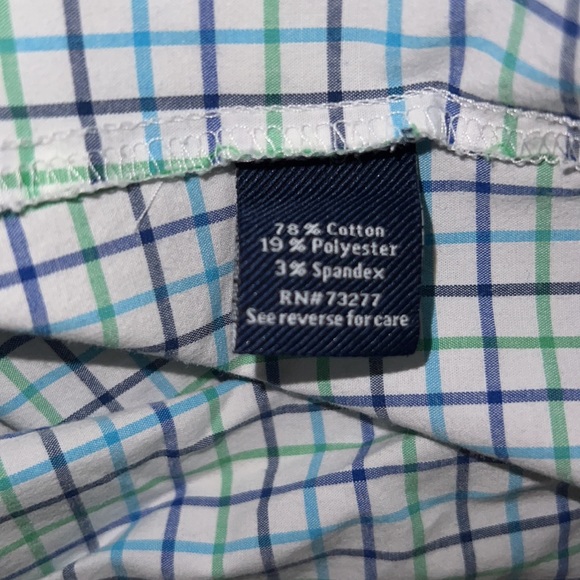 78% Cotton
19% Polyester
3% Spandex
RN# 73277
See reverse for care